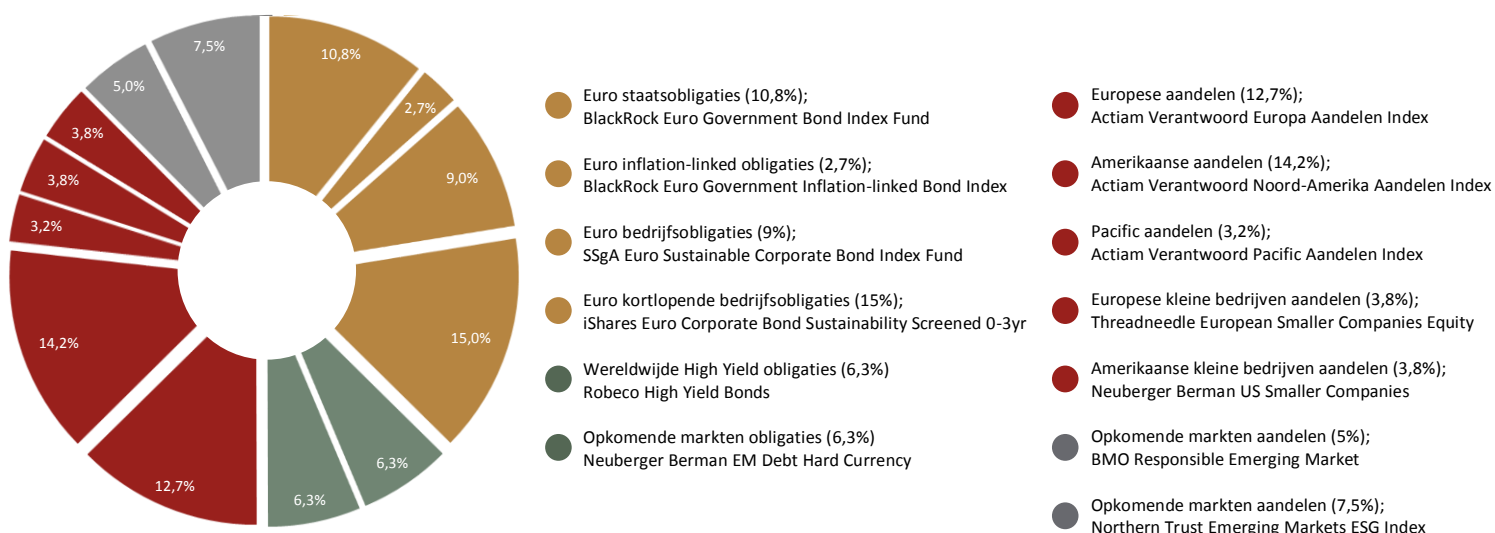 7,5%
10,8%
5,0%
2,7%
3,8%
9,0%
3,8%
3,2%
14,2%
15,0%
12,7%
6,3%
6,3%
Euro staatsobligaties (10,8%);
BlackRock Euro Government Bond Index Fund
Euro inflation-linked obligaties (2,7%);
BlackRock Euro Government Inflation-linked Bond Index
Euro bedrijfsobligaties (9%);
SSgA Euro Sustainable Corporate Bond Index Fund
Euro kortlopende bedrijfsobligaties (15%);
iShares Euro Corporate Bond Sustainability Screened 0-3yr
Wereldwijde High Yield obligaties (6,3%)
Robeco High Yield Bonds
Opkomende markten obligaties (6,3%)
Neuberger Berman EM Debt Hard Currency
Europese aandelen (12,7%);
Actiam Verantwoord Europa Aandelen Index
Amerikaanse aandelen (14,2%);
Actiam Verantwoord Noord-Amerika Aandelen Index
Pacific aandelen (3,2%);
Actiam Verantwoord Pacific Aandelen Index
Europese kleine bedrijven aandelen (3,8%);
Threadneedle European Smaller Companies Equity
Amerikaanse kleine bedrijven aandelen (3,8%);
Neuberger Berman US Smaller Companies
Opkomende markten aandelen (5%);
BMO Responsible Emerging Market
Opkomende markten aandelen (7,5%);
Northern Trust Emerging Markets ESG Index